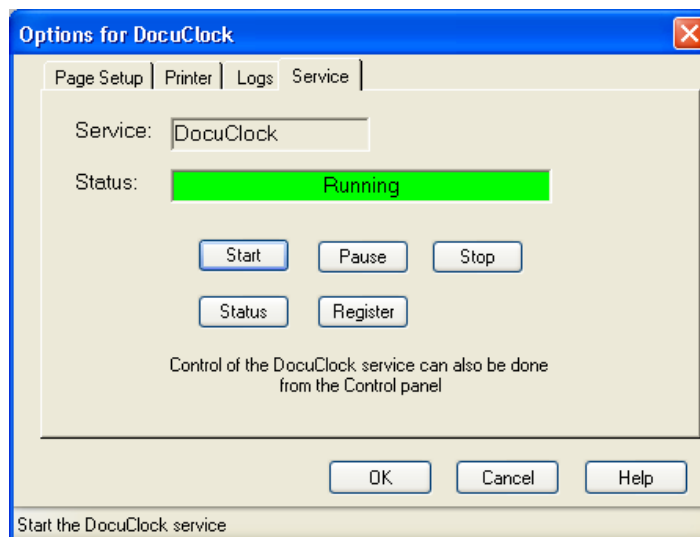 Options for DocuClock
Page Setup Printer Logs Service
Service: DocuClock
Status: Running
Start Pause Stop
Status Register
Control of the DocuClock service can also be done
from the Control panel
OK Cancel Help
Start the DocuClock service